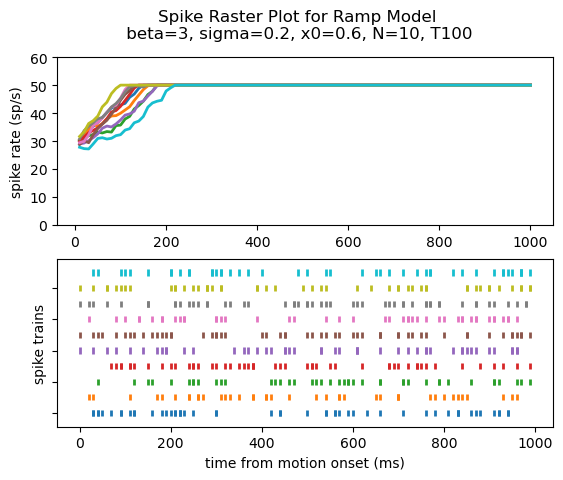 Spike Raster Plot for Ramp Model
beta=3, sigma=0.2, x0=0.6, N=10, T100
spike rate (sp/s)
60
50
40
30
20
10
0
0 200 400 600 800 1000
spike trains
0 200 400 600 800 1000
time from motion onset (ms)